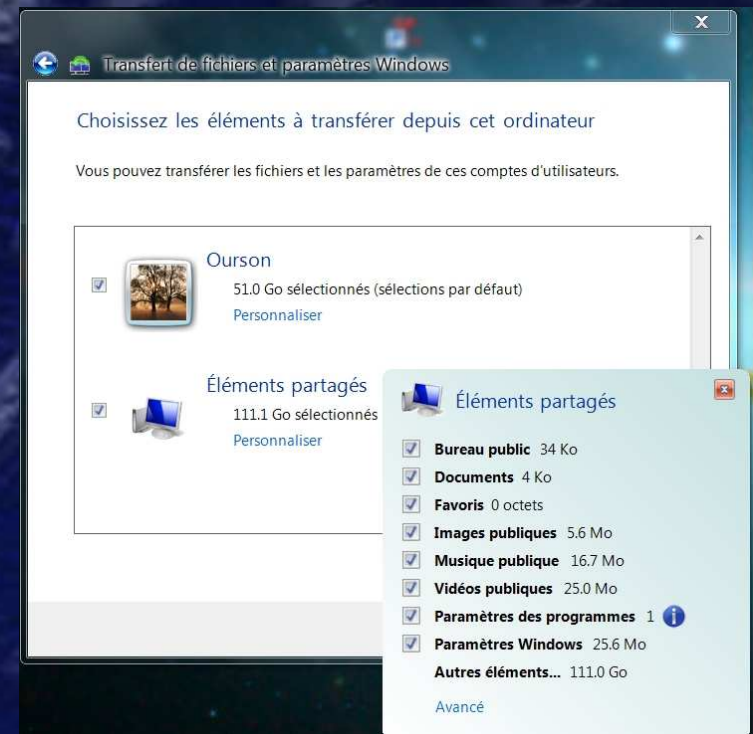 X
Transfert de fichiers et paramètres Windows
Choisissez les éléments à transférer depuis cet ordinateur
Vous pouvez transférer les fichiers et les paramètres de ces comptes d'utilisateurs.
Ourson
51.0 Go sélectionnés (sélections par défaut)
Personnaliser
Éléments partagés
111.1 Go sélectionnés
Personnaliser
Éléments partagés
Bureau public 34 Ko
Documents 4 Ko
Favoris 0 octets
Images publiques 5.6 Mo
Musique publique 16.7 Mo
Vidéos publiques 25.0 Mo
Paramètres des programmes 1
Paramètres Windows 25.6 Mo
Autres éléments... 111.0 Go
Avancé